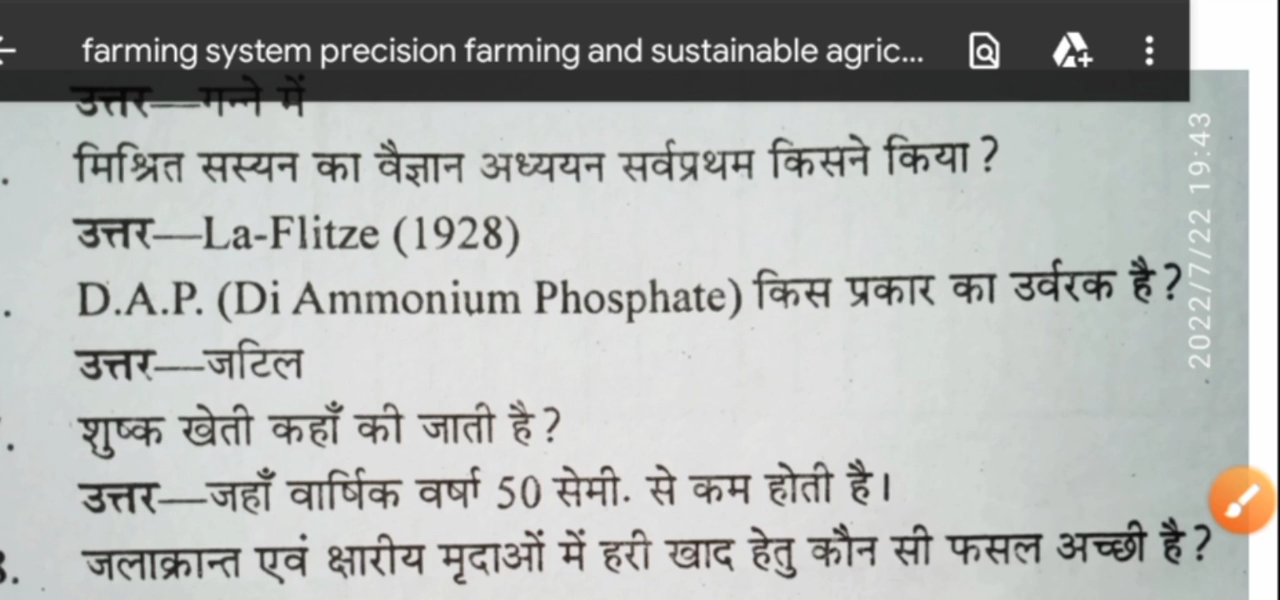 farming system precision farming and sustainable agric...
उत्तर—गन्ने में
मिश्रित सस्यन का वैज्ञान अध्ययन सर्वप्रथम किसने किया?
उत्तर—La-Flitze (1928)
D.A.P. (Di Ammonium Phosphate) किस प्रकार का उर्वरक है?
उत्तर—जटिल
शुष्क खेती कहाँ की जाती है?
उत्तर—जहाँ वार्षिक वर्षा 50 सेमी. से कम होती है।
जलाक्रान्त एवं क्षारीय मृदाओं में हरी खाद हेतु कौन सी फसल अच्छी है?
2022/7/22 19:43